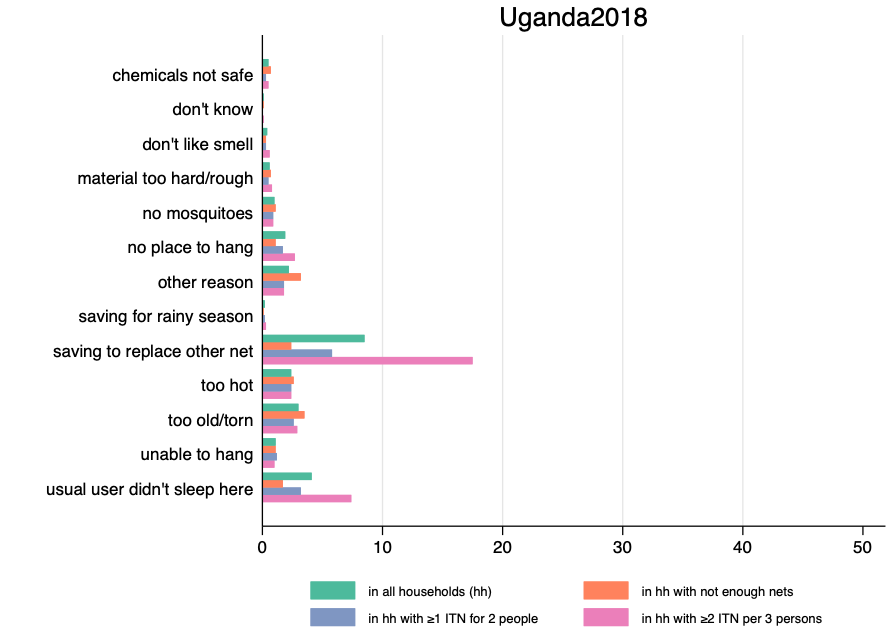 Uganda2018
chemicals not safe
don't know
don't like smell
material too hard/rough
no mosquitoes
no place to hang
other reason
saving for rainy season
saving to replace other net
too hot
too old/torn
unable to hang
usual user didn't sleep here
0 10 20 30 40 50
in all households (hh) in hh with not enough nets
in hh with ≥1 ITN for 2 people in hh with ≥2 ITN per 3 persons